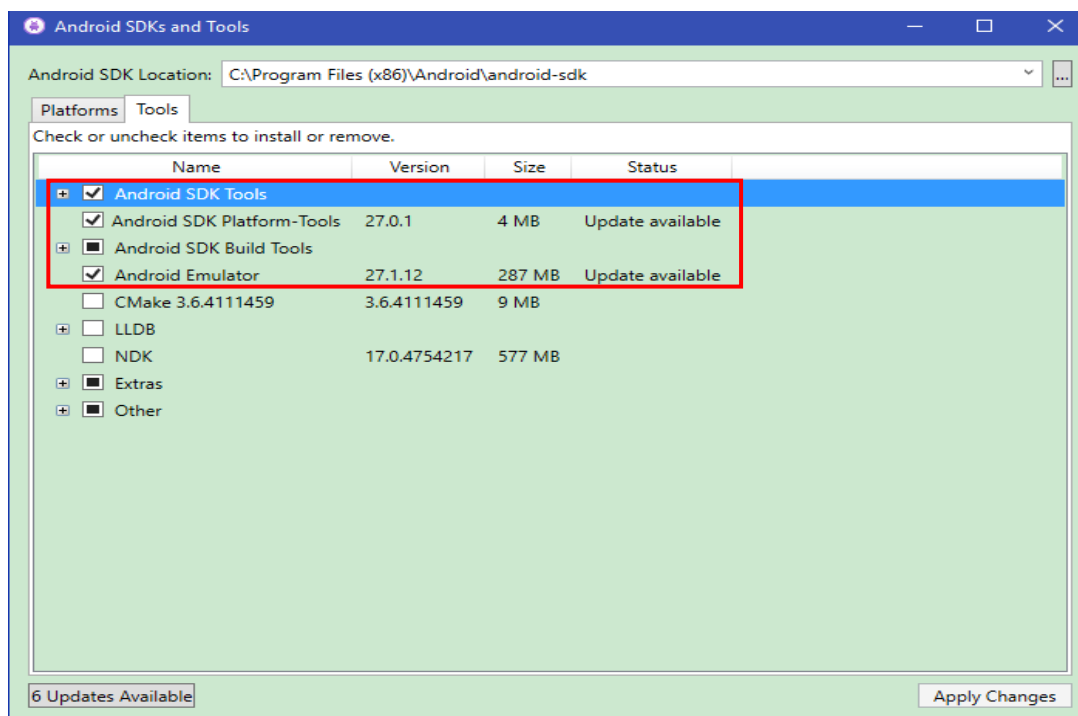 Android SDKs and Tools
Android SDK Location: C:\Program Files (x86)\Android\android-sdk ...
Platforms Tools
Check or uncheck items to install or remove.
Name Version Size Status
Android SDK Tools
Android SDK Platform-Tools 27.0.1 4 MB Update available
Android SDK Build Tools
Android Emulator 27.1.12 287 MB Update available
CMake 3.6.4111459 3.6.4111459 9 MB
LLDB
NDK 17.0.4754217 577 MB
Extras
Other
6 Updates Available Apply Changes